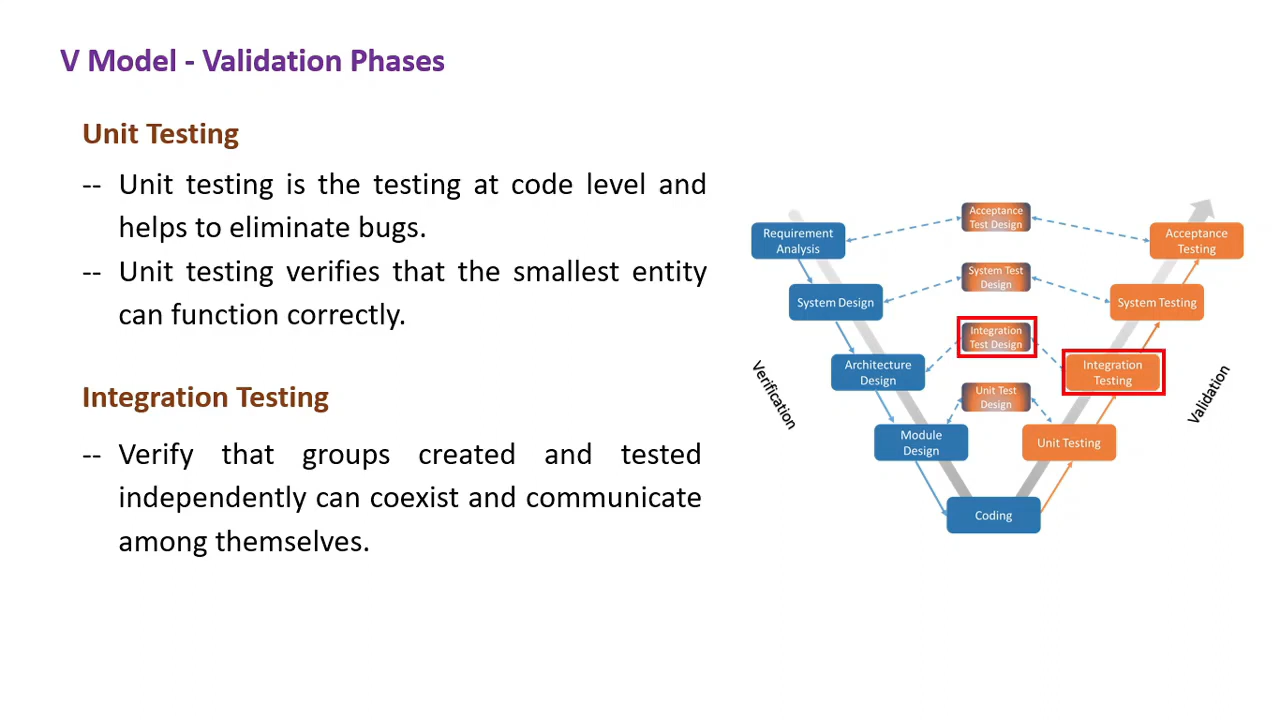 V Model - Validation Phases
Unit Testing
-- Unit testing is the testing at code level and
helps to eliminate bugs.
-- Unit testing verifies that the smallest entity
can function correctly.
Integration Testing
-- Verify that groups created and tested
independently can coexist and communicate
among themselves.
Requirement
Analysis
Acceptance
Test Design
Acceptance
Testing
System Design
System Test
Design
System Testing
Architecture
Design
Integration
Test Design
Integration
Testing
Module
Design
Unit Test
Design
Unit Testing
Coding
Verification
Validation